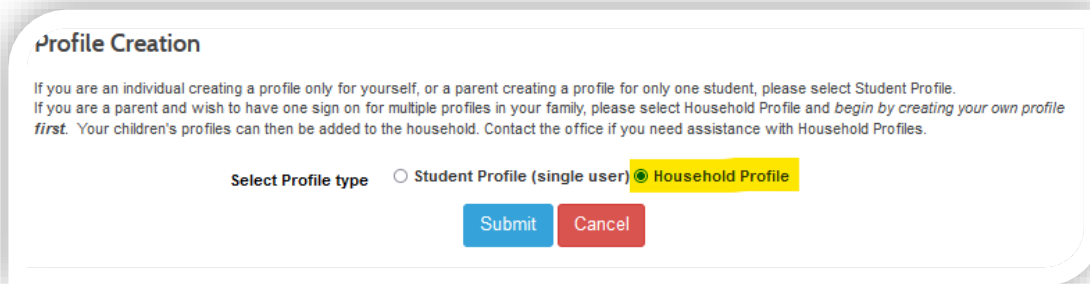 Profile Creation
If you are an individual creating a profile only for yourself, or a parent creating a profile for only one student, please select Student Profile.
If you are a parent and wish to have one sign on for multiple profiles in your family, please select Household Profile and begin by creating your own profile
first. Your children's profiles can then be added to the household. Contact the office if you need assistance with Household Profiles.
Select Profile type Student Profile (single user) Household Profile
Submit Cancel